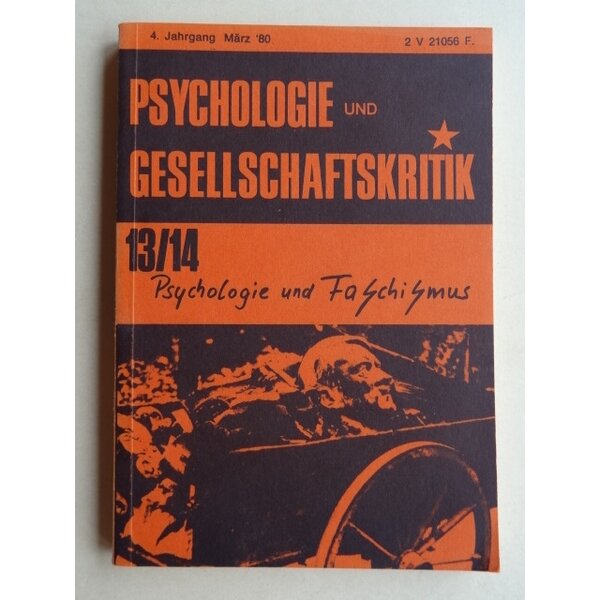 4. Jahrgang März '80 2 V 21056 F.
PSYCHOLOGIE UND
GESELLSCHAFTSKRITIK
13/14
Psychologie und Faschismus